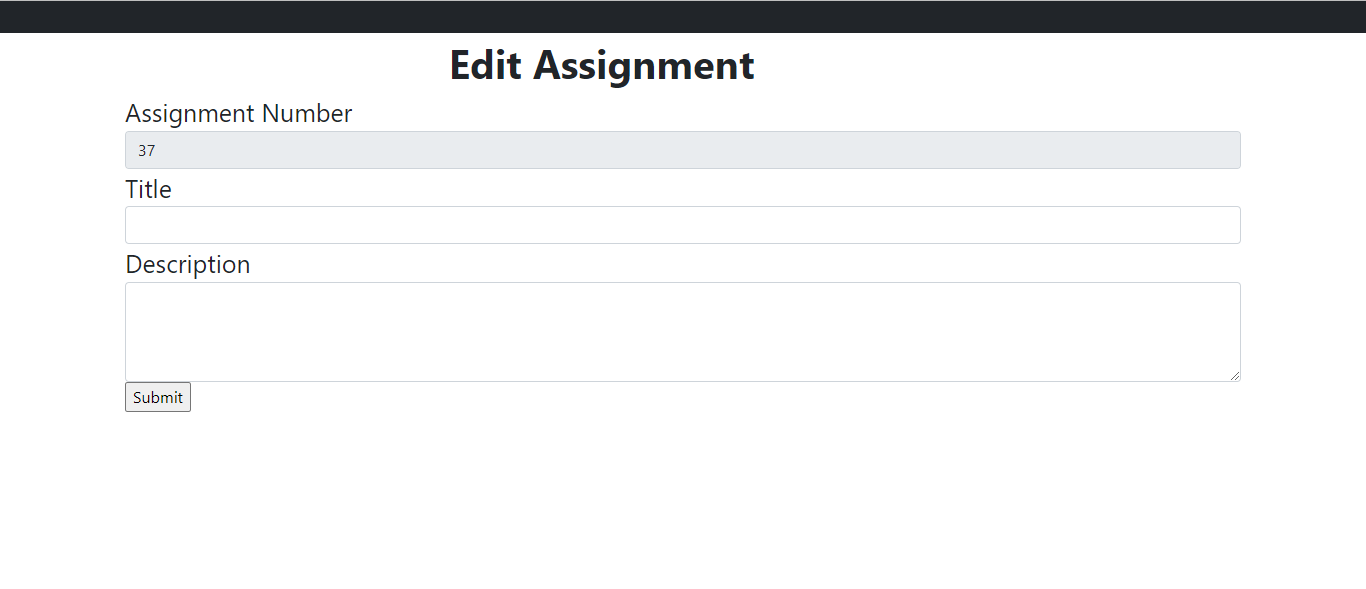 Edit Assignment
Assignment Number
37
Title
Description
Submit